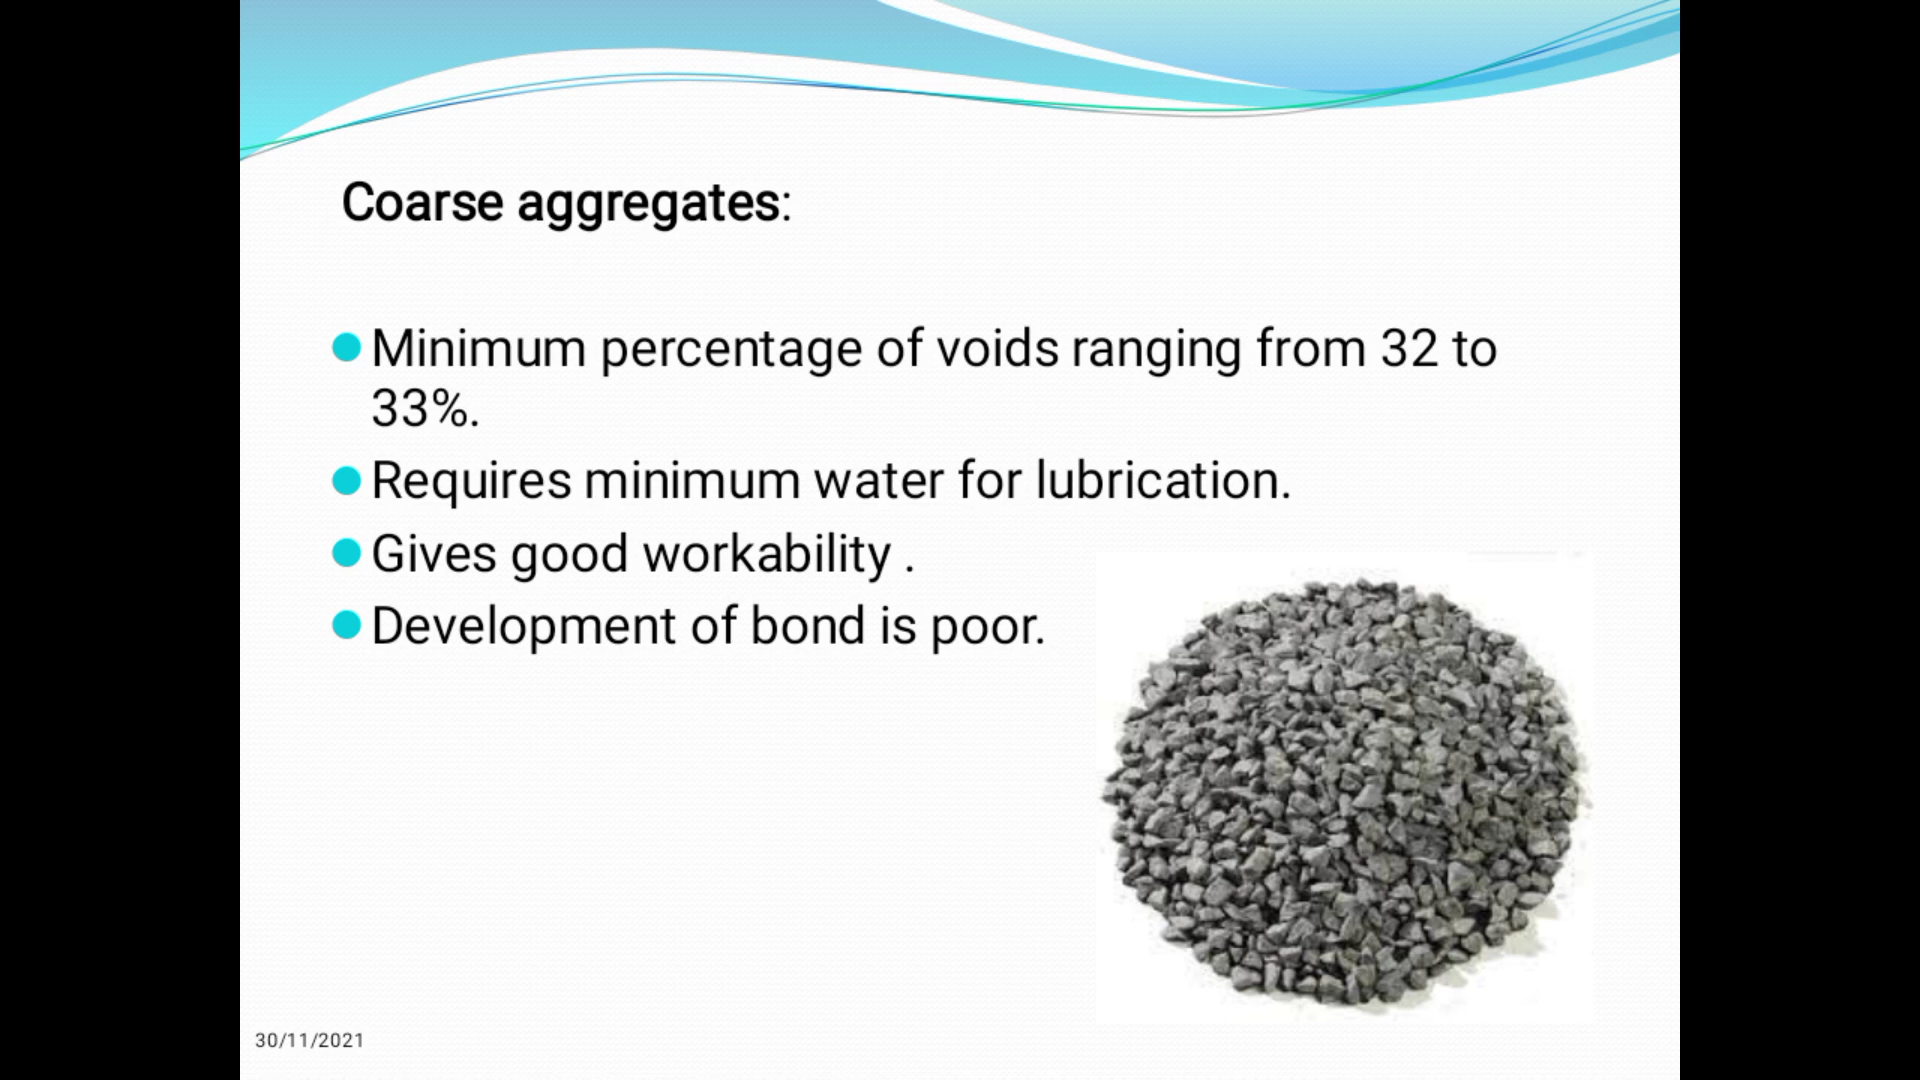 Coarse aggregates:
Minimum percentage of voids ranging from 32 to
33%.
Requires minimum water for lubrication.
Gives good workability .
Development of bond is poor.
30/11/2021